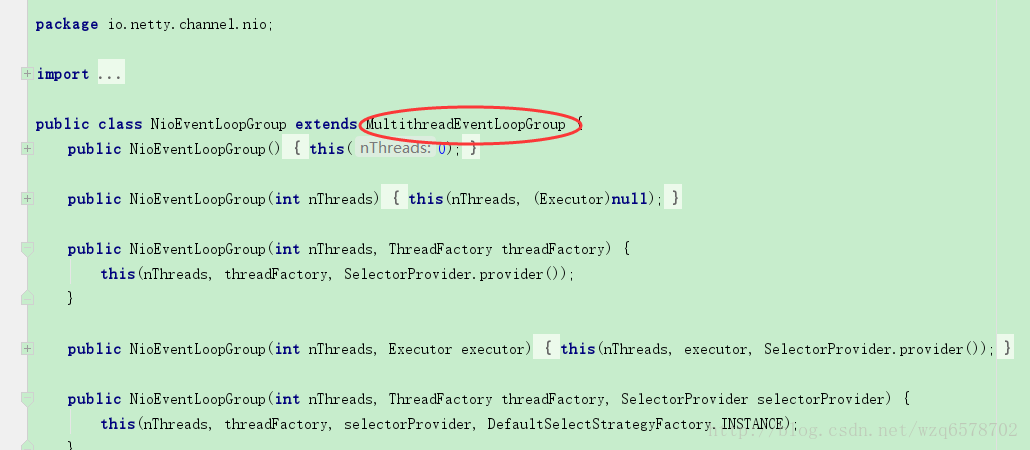 package io.netty.channel.nio;
import ...
public class NioEventLoopGroup extends MultithreadEventLoopGroup {
public NioEventLoopGroup() { this( nThreads: 0); }
public NioEventLoopGroup(int nThreads) { this(nThreads, (Executor)null); }
public NioEventLoopGroup(int nThreads, ThreadFactory threadFactory) {
this(nThreads, threadFactory, SelectorProvider.provider());
}
public NioEventLoopGroup(int nThreads, Executor executor) { this(nThreads, executor, SelectorProvider.provider()); }
public NioEventLoopGroup(int nThreads, ThreadFactory threadFactory, SelectorProvider selectorProvider) {
this(nThreads, threadFactory, selectorProvider, DefaultSelectStrategyFactory.INSTANCE);
http://blog.csdn.net/wzq6578702
}